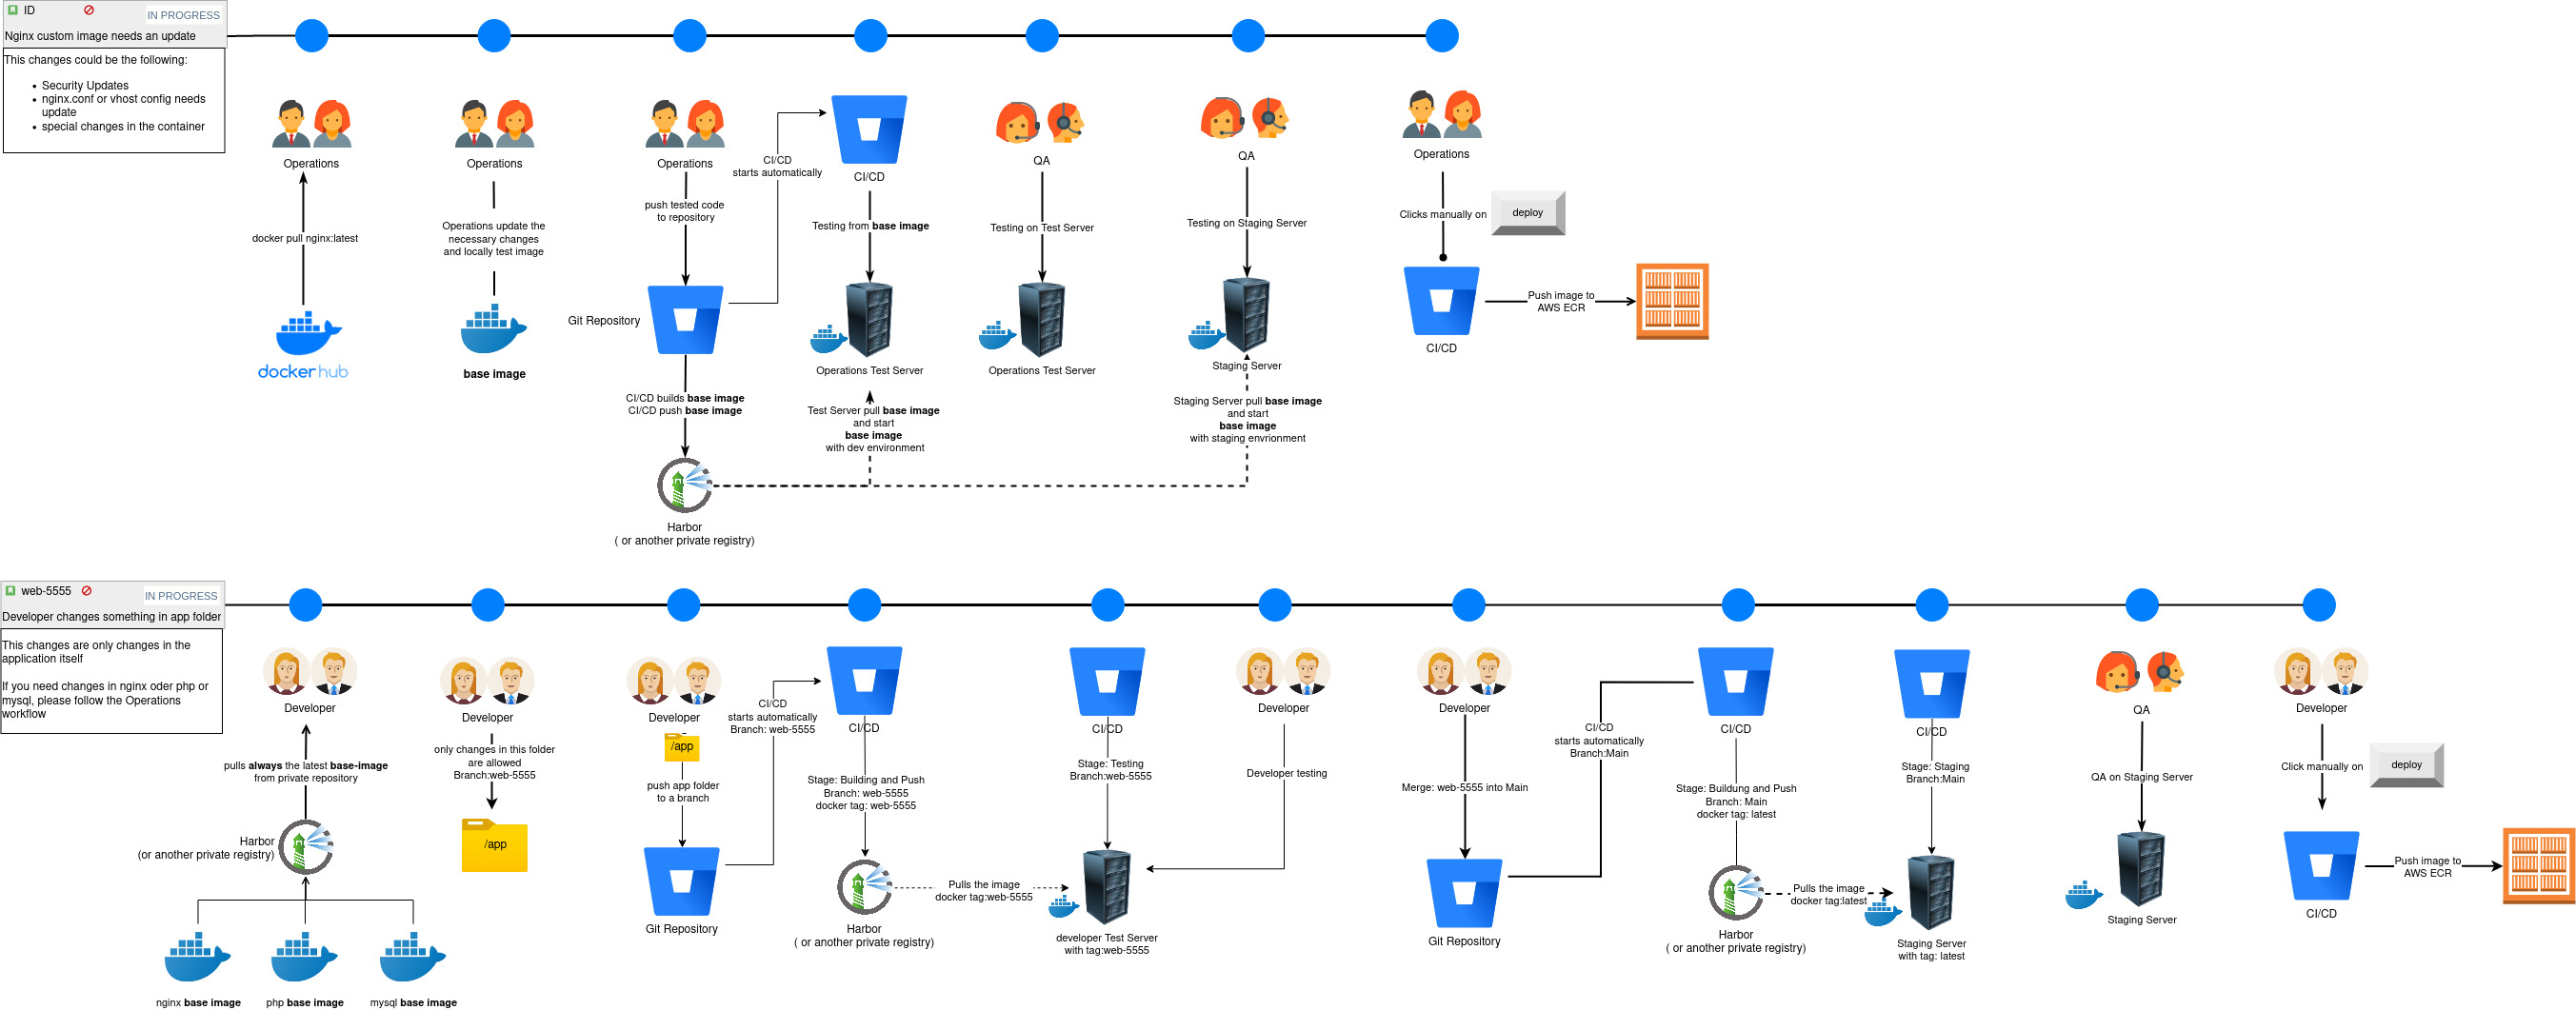 ID
IN PROGRESS
Nginx custom image needs an update
This changes could be the following:
Security Updates
nginx.conf or vhost config needs
update
special changes in the container
Operations
docker pull nginx:latest
dockerhub
Operations
Operations update the
necessary changes
and locally test image
base image
Operations
push tested code
to repository
Git Repository
CI/CD builds base image
CI/CD push base image
Harbor
( or another private registry)
CI/CD
starts automatically
CI/CD
Testing from base image
Operations Test Server
Test Server pull base image
and start
base image
with dev environment
QA
Testing on Test Server
Operations Test Server
QA
Testing on Staging Server
Staging Server
Staging Server pull base image
and start
base image
with staging envrionment
Operations
Clicks manually on
deploy
CI/CD
Push image to
AWS ECR
web-5555
IN PROGRESS
Developer changes something in app folder
This changes are only changes in the
application itself
If you need changes in nginx oder php or
mysql, please follow the Operations
workflow
Developer
pulls always the latest base-image
from private repository
Harbor
(or another private registry)
nginx base image
php base image
mysql base image
Developer
only changes in this folder
are allowed
Branch:web-5555
/app
Developer
/app
push app folder
to a branch
Git Repository
CI/CD
starts automatically
Branch: web-5555
CI/CD
Stage: Building and Push
Branch: web-5555
docker tag: web-5555
Harbor
( or another private registry)
Pulls the image
docker tag:web-5555
CI/CD
Stage: Testing
Branch:web-5555
developer Test Server
with tag:web-5555
Developer
Developer testing
Developer
Merge: web-5555 into Main
Git Repository
CI/CD
starts automatically
Branch:Main
CI/CD
Stage: Buildung and Push
Branch: Main
docker tag: latest
Harbor
( or another private registry)
Pulls the image
docker tag:latest
CI/CD
Stage: Staging
Branch:Main
Staging Server
with tag: latest
QA
QA on Staging Server
Staging Server
Developer
Click manually on
deploy
CI/CD
Push image to
AWS ECR